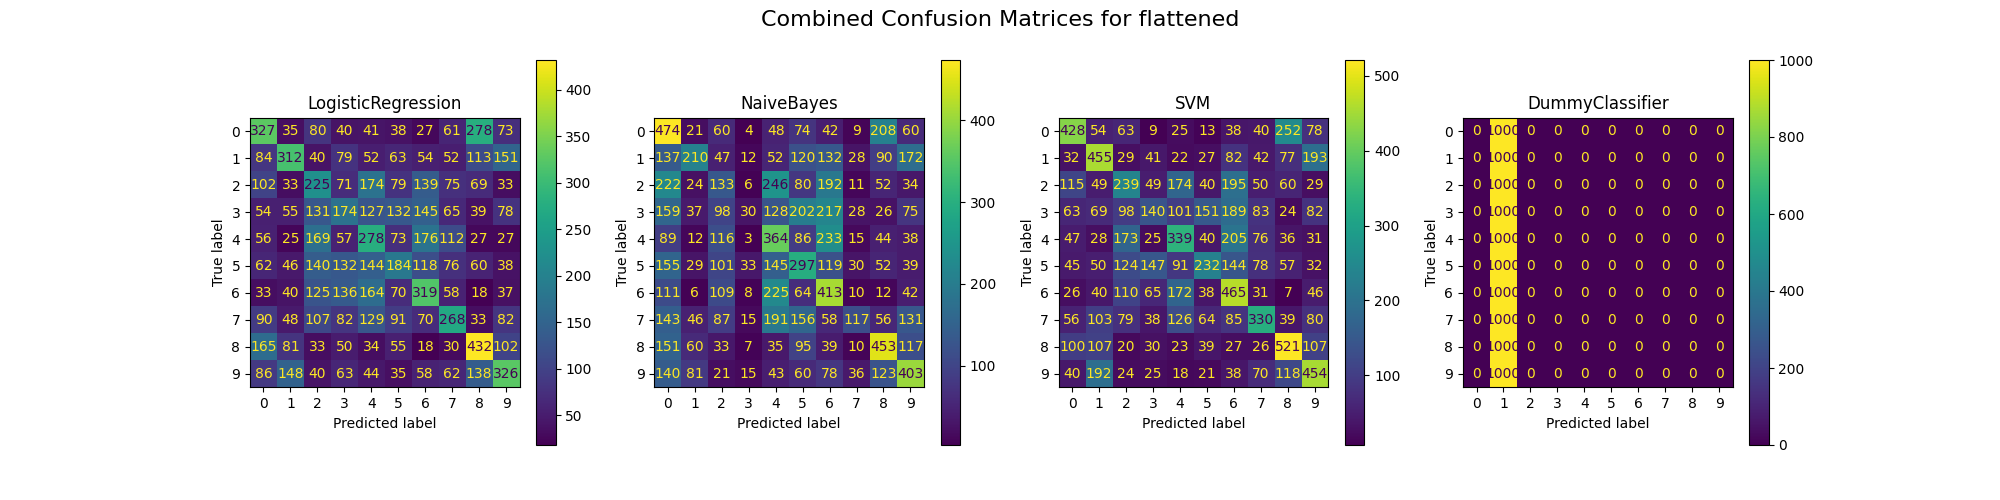 Combined Confusion Matrices for flattened
LogisticRegression
0 327 35 80 40 41 38 27 61 278 73
1 84 312 40 79 52 63 54 52 113 151
2 102 33 225 71 174 79 139 75 69 33
3 54 55 131 174 127 132 145 65 39 78
4 56 25 169 57 278 73 176 112 27 27
5 62 46 140 132 144 184 118 76 60 38
6 33 40 125 136 164 70 319 58 18 37
7 90 48 107 82 129 91 70 268 33 82
8 165 81 33 50 34 55 18 30 432 102
9 86 148 40 63 44 35 58 62 138 326
0 1 2 3 4 5 6 7 8 9
Predicted label
True label
400
350
300
250
200
150
100
50
NaiveBayes
0 474 21 60 4 48 74 42 9 208 60
1 137 210 47 12 52 120 132 28 90 172
2 222 24 133 6 246 80 192 11 52 34
3 159 37 98 30 128 202 217 28 26 75
4 89 12 116 3 364 86 233 15 44 38
5 155 29 101 33 145 297 119 30 52 39
6 111 6 109 8 225 64 413 10 12 42
7 143 46 87 15 191 156 58 117 56 131
8 151 60 33 7 35 95 39 10 453 117
9 140 81 21 15 43 60 78 36 123 403
0 1 2 3 4 5 6 7 8 9
Predicted label
True label
400
300
200
100
SVM
0 428 54 63 9 25 13 38 40 252 78
1 32 455 29 41 22 27 82 42 77 193
2 115 49 239 49 174 40 195 50 60 29
3 63 69 98 140 101 151 189 83 24 82
4 47 28 173 25 339 40 205 76 36 31
5 45 50 124 147 91 232 144 78 57 32
6 26 40 110 65 172 38 465 31 7 46
7 56 103 79 38 126 64 85 330 39 80
8 100 107 20 30 23 39 27 26 521 107
9 40 192 24 25 18 21 38 70 118 454
0 1 2 3 4 5 6 7 8 9
Predicted label
True label
500
400
300
200
100
DummyClassifier
0 0 1000 0 0 0 0 0 0 0 0
1 0 1000 0 0 0 0 0 0 0 0
2 0 1000 0 0 0 0 0 0 0 0
3 0 1000 0 0 0 0 0 0 0 0
4 0 1000 0 0 0 0 0 0 0 0
5 0 1000 0 0 0 0 0 0 0 0
6 0 1000 0 0 0 0 0 0 0 0
7 0 1000 0 0 0 0 0 0 0 0
8 0 1000 0 0 0 0 0 0 0 0
9 0 1000 0 0 0 0 0 0 0 0
0 1 2 3 4 5 6 7 8 9
Predicted label
True label
1000
800
600
400
200
0